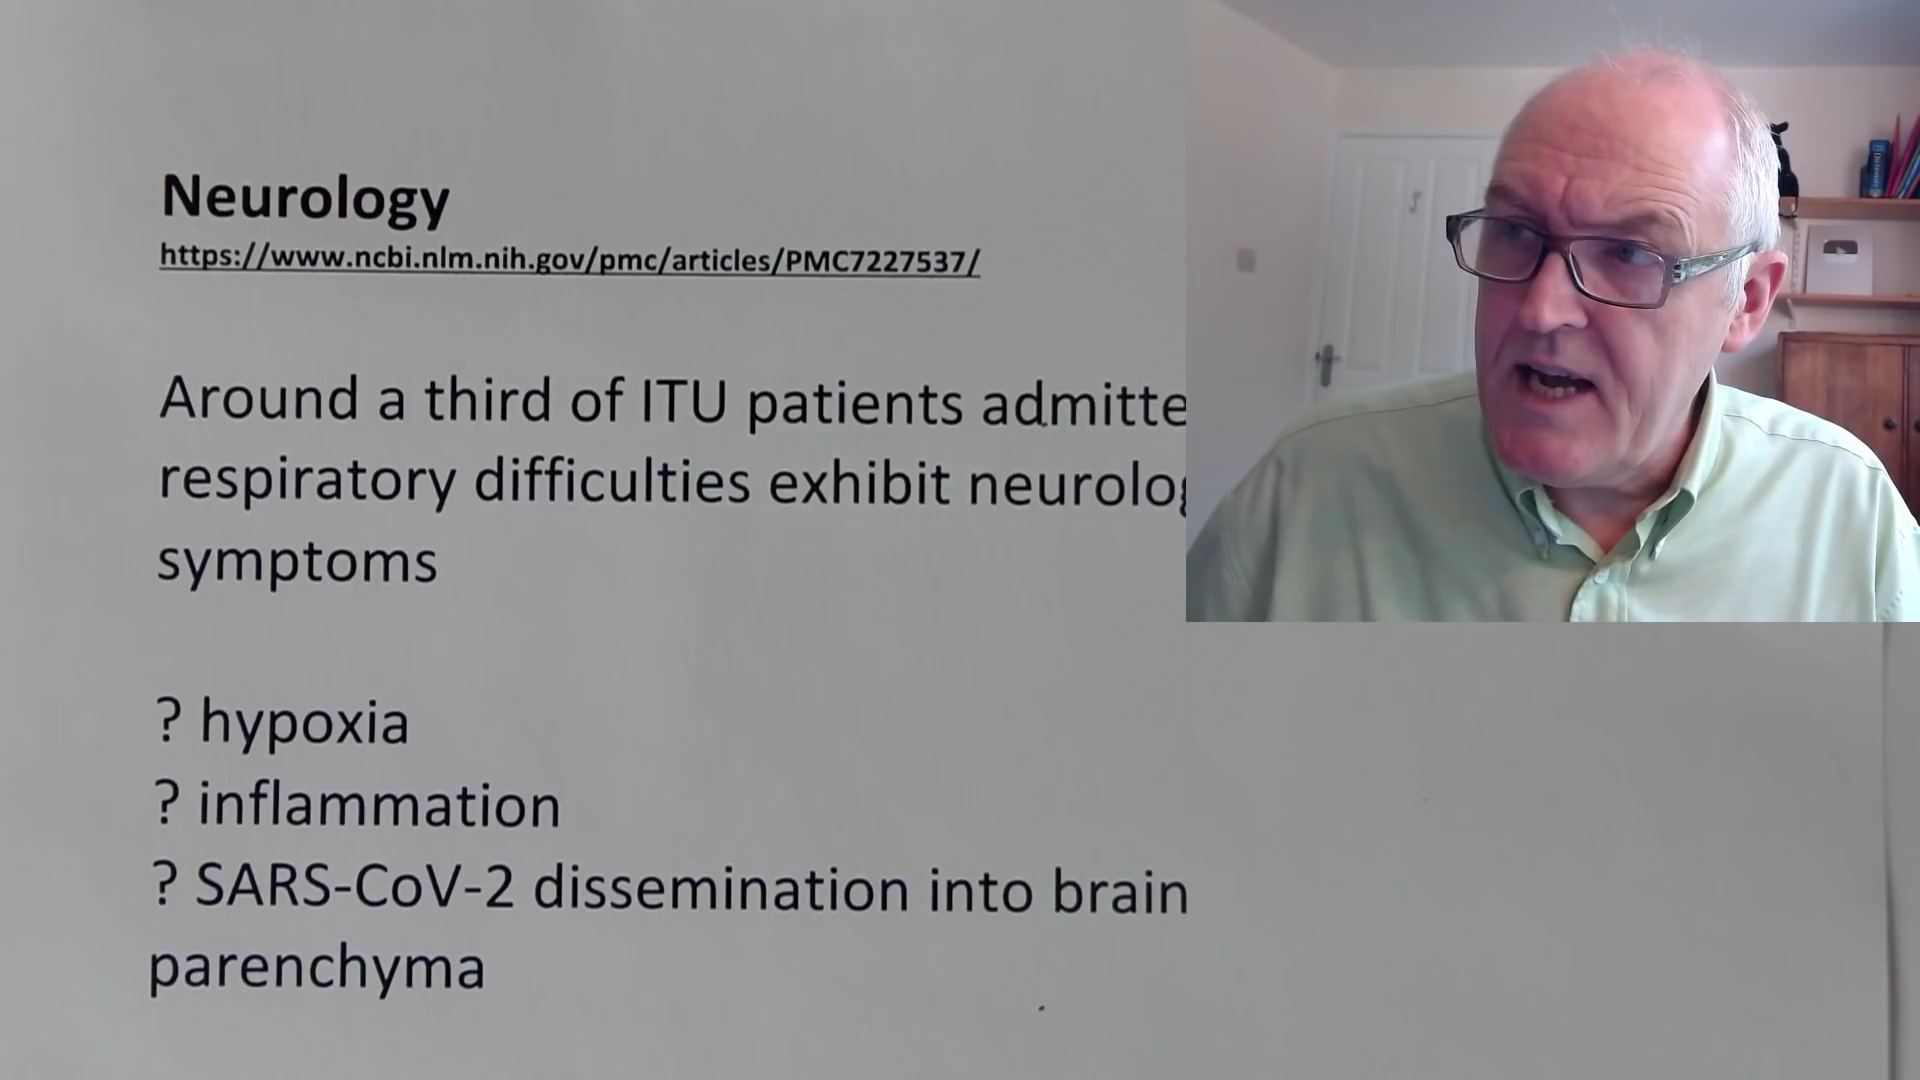 Neurology
https://www.ncbi.nlm.nih.gov/pmc/articles/PMC7227537/
Around a third of ITU patients admitte
respiratory difficulties exhibit neurolog
symptoms
? hypoxia
? inflammation
? SARS-CoV-2 dissemination into brain
parenchyma
Dictionary